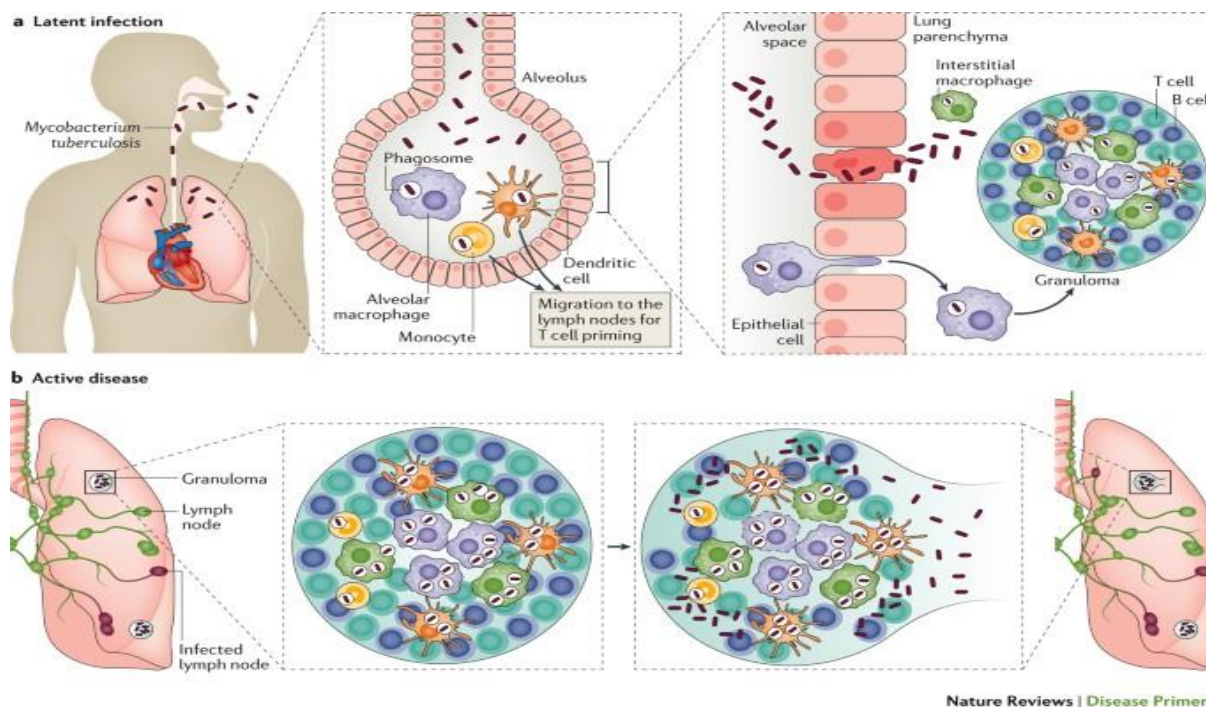 a Latent infection
Mycobacterium
tuberculosis
Alveolus
Phagosome
Dendritic
cell
Alveolar
macrophage
Monocyte
Migration to the
lymph nodes for
T cell priming
Alveolar
space
Lung
parenchyma
Interstitial
macrophage
T cell
B cel
Granuloma
Epithelial
cell
b Active disease
Granuloma
Lymph
node
Infected
lymph node
Nature Reviews | Disease Primer